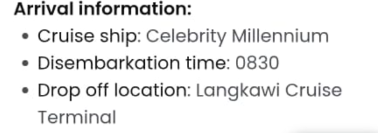 Arrival information:
• Cruise ship: Celebrity Millennium
• Disembarkation time: 0830
• Drop off location: Langkawi Cruise
Terminal